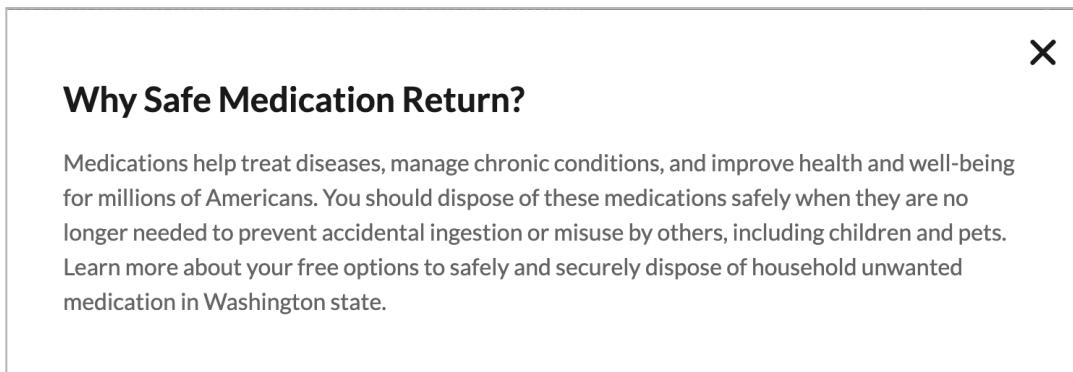 Why Safe Medication Return?
Medications help treat diseases, manage chronic conditions, and improve health and well-being
for millions of Americans. You should dispose of these medications safely when they are no
longer needed to prevent accidental ingestion or misuse by others, including children and pets.
Learn more about your free options to safely and securely dispose of household unwanted
medication in Washington state.